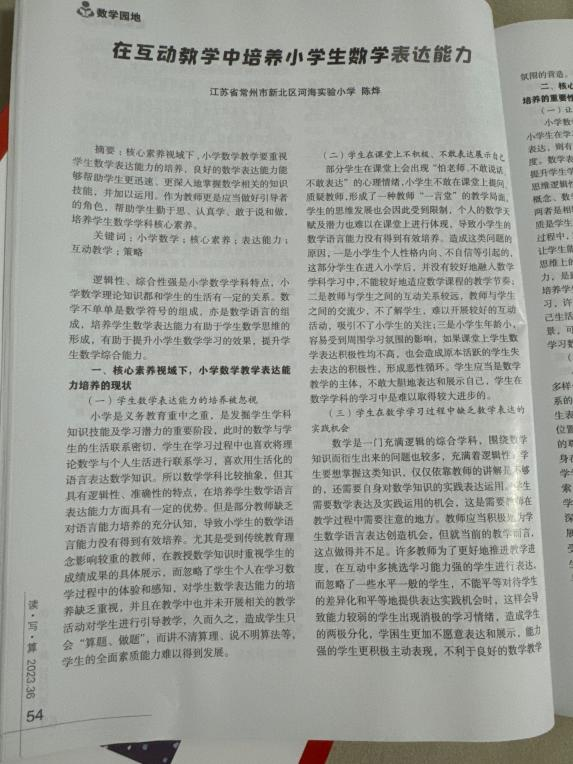 数学园地
在互动教学中培养小学生数学表达能力
江苏省常州市新北区河海实验小学 陈烨
摘要：核心素养视域下，小学数学教学要重视
学生数学表达能力的培养。良好的数学表达能力能
够帮助学生更迅速、更深入地掌握数学相关的知识
技能，并加以运用。作为教师更是应当做好引导者
的角色，帮助学生勤于思、认真学、敢于说和做，
培养学生数学学科核心素养。
关键词：小学数学；核心素养；表达能力；
互动教学；策略
逻辑性、综合性强是小学数学学科特点，小
学数学理论知识都和学生的生活有一定的关系。数
学不单单是数学符号的组成，亦是数学语言的组
成，培养学生数学表达能力有助于学生数学思维的
形成，有助于提升小学生数学学习的效果，提升学
生数学综合能力。
一、核心素养视域下，小学数学教学表达能
力培养的现状
（一）学生数学表达能力的培养被忽视
小学是义务教育重中之重，是发掘学生学科
知识技能及学习潜力的重要阶段，此时的数学与学
生的生活联系密切，学生在学习过程中也喜欢将理
论数学与个人生活进行联系学习，喜欢用生活化的
语言表达数学知识。所以数学学科比较抽象，但其
具有逻辑性、准确性的特点，在培养学生数学语言
表达能力方面具有一定的优势。但是部分教师缺乏
对语言能力培养的充分认知，导致小学生的数学语
言能力没有得到有效培养。尤其是受到传统教育理
念影响较重的教师，在教授数学知识时重视学生的
成绩成果的具体展示，而忽略了学生个人在学习数
学过程中的体验和感知，对学生数学表达能力的培
养缺乏重视，并且在教学中也并未开展相关的教学
活动对学生进行引导教学，久而久之，造成学生只
会“算题、做题”，而讲不清算理、说不明算法等，
学生的全面素质能力难以得到发展。
（二）学生在课堂上不积极、不敢表达展示自己
部分学生在课堂上会出现“怕老师、不敢说话、
不敢表达”的心理情绪，小学生不敢在课堂上提问、
质疑教师，形成了一种教师“一言堂”的教学局面，
学生的思维发展也会因此受到限制，个人的数学天
赋及潜力也难以在课堂上进行体现，导致小学生的
数学语言能力没有得到有效培养。造成这类问题的
原因，一是小学生个人性格内向、不自信等引起的，
这部分学生在进入小学后，并没有较好地融入数学
学科学习中，不能较好地适应数学课程的教学节奏；
二是教师与学生之间的互动关系较远，教师与学生
之间的交流少，不了解学生，难以开展较好的互动
活动，吸引不了小学生的关注；三是小学生年龄小，
容易受到周围学习氛围的影响，如果课堂上学生数
学表达积极性均不高，也会造成原本活跃的学生失
去表达的积极性，形成恶性循环。学生应当是数学
教学的主体，不敢大胆地表达和展示自己，学生在
数学学科的学习中是难以取得较大进步的。
（三）学生在数学学习过程中缺乏数学表达的
实践机会
数学是一门充满逻辑的综合学科，围绕数学
知识而衍生出来的问题也较多，充满着逻辑性，学
生要想掌握这类知识，仅仅依靠教师的讲解是不够
的，还需要自身对数学知识的实践表达运用。学生
需要数学表达及实践运用的机会，这是需要教师在
教学过程中需要注意的地方。教师应当积极地为学
生数学语言表达创造机会，但就当前的教学而言，
这点做得并不足。许多教师为了更好地推进教学进
度，在互动中多挑选学习能力强的学生进行表达，
而忽略了一些水平一般的学生，不能平等对待学生
的差异化和平等地提供表达实践机会时，这样会导
致能力较弱的学生出现消极的学习情绪，造成学生
的两极分化，学困生更加不愿意表达和展示，能力
强的学生更积极主动表现，不利于良好的数学教学
读·写·算 2023.36
54
氛围的营造。
二、核心
培养的重要性
（一）让